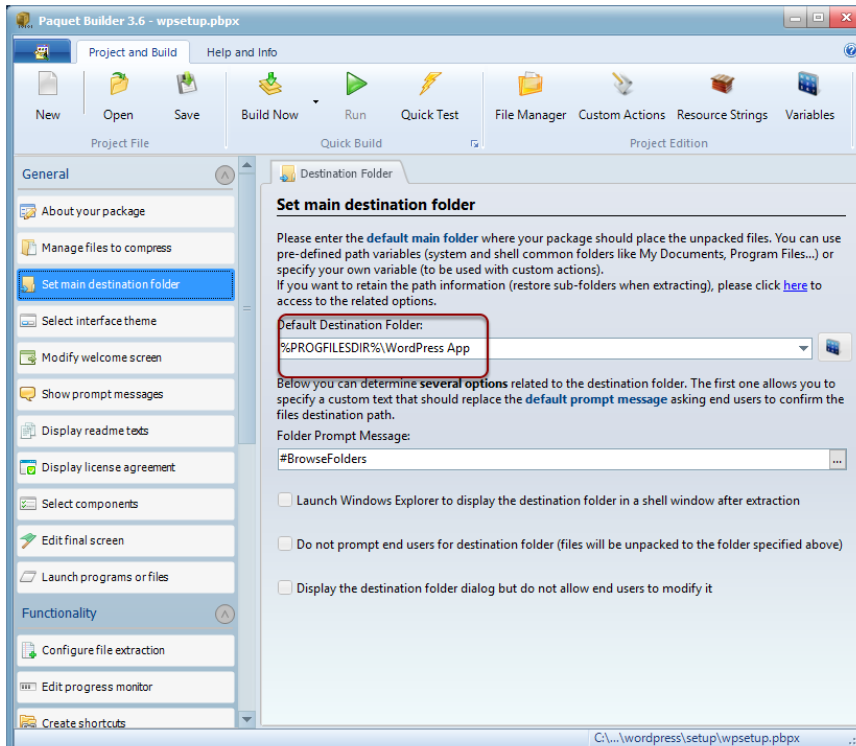 Paquet Builder 3.6 - wpsetup.pbpx
Project and Build
Help and Info
New
Open
Save
Build Now
Run
Quick Test
File Manager
Custom Actions
Resource Strings
Variables
Project File
Quick Build
Project Edition
General
About your package
Manage files to compress
Set main destination folder
Select interface theme
Modify welcome screen
Show prompt messages
Display readme texts
Display license agreement
Select components
Edit final screen
Launch programs or files
Functionality
Configure file extraction
Edit progress monitor
Create shortcuts
Destination Folder
Set main destination folder
Please enter the default main folder where your package should place the unpacked files. You can use
pre-defined path variables (system and shell common folders like My Documents, Program Files...) or
specify your own variable (to be used with custom actions).
If you want to retain the path information (restore sub-folders when extracting), please click here to
access to the related options.
Default Destination Folder:
%PROGFILESDIR%\WordPress App
Below you can determine several options related to the destination folder. The first one allows you to
specify a custom text that should replace the default prompt message asking end users to confirm the
files destination path.
Folder Prompt Message:
#BrowseFolders
...
Launch Windows Explorer to display the destination folder in a shell window after extraction
Do not prompt end users for destination folder (files will be unpacked to the folder specified above)
Display the destination folder dialog but do not allow end users to modify it
C:\...\wordpress\setup\wpsetup.pbpx